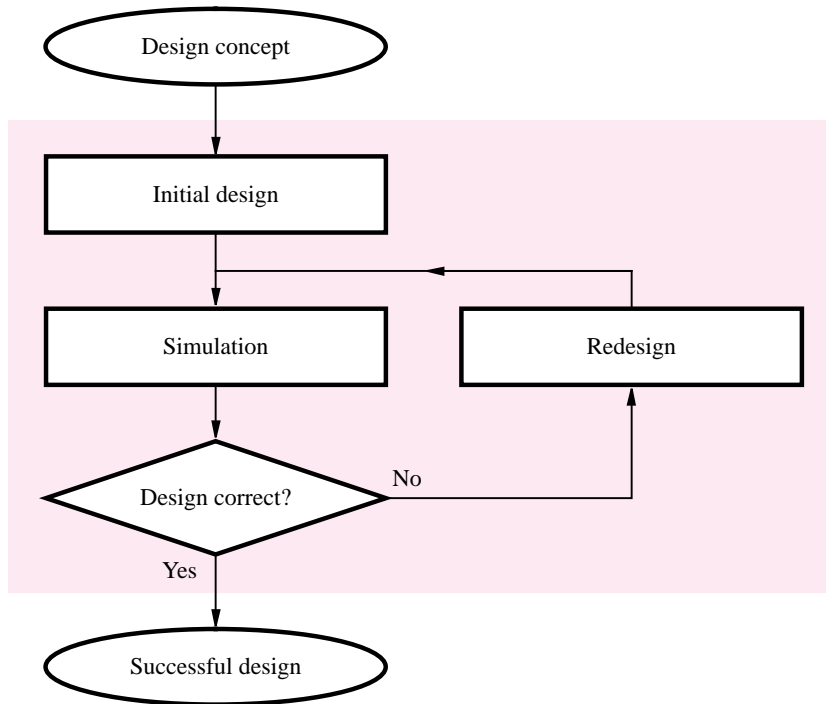 Design concept
Initial design
Simulation
Redesign
Design correct?
No
Yes
Successful design